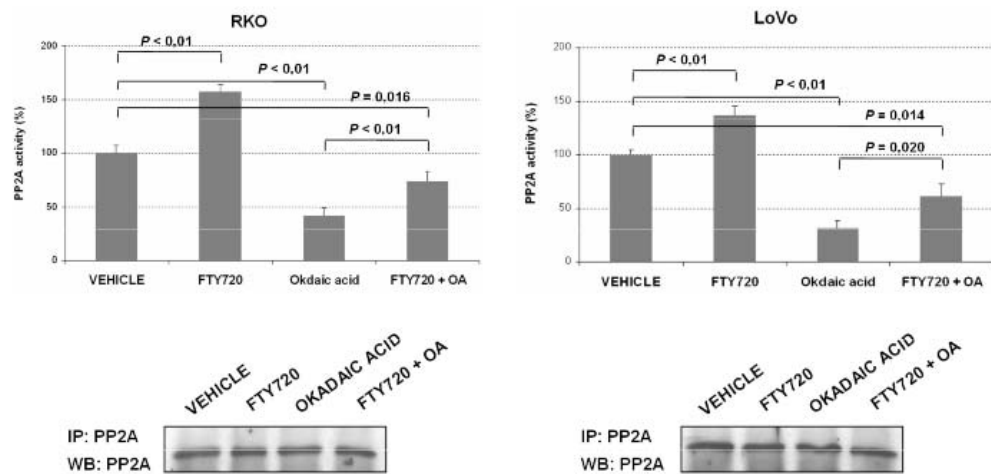 RKO
200
150
100
50
0
PP2A activity (%)
P < 0,01
P < 0,01
P = 0,016
P < 0,01
VEHICLE
FTY720
Okdaic acid
FTY720 + OA
LoVo
200
150
100
50
0
PP2A activity (%)
P < 0,01
P < 0,01
P = 0,014
P = 0,020
VEHICLE
FTY720
Okadaic acid
FTY720 + OA
VEHICLE
FTY720
OKADAIC ACID
FTY720 + OA
IP: PP2A
WB: PP2A
VEHICLE
FTY720
OKADAIC ACID
FTY720 + OA
IP: PP2A
WB: PP2A